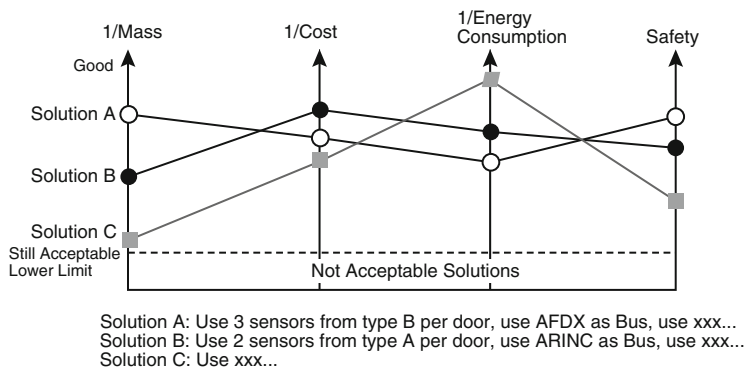 1/Mass
1/Cost
1/Energy
Consumption
Safety
Good
Solution A
Solution B
Solution C
Still Acceptable
Lower Limit
Not Acceptable Solutions
Solution A: Use 3 sensors from type B per door, use AFDX as Bus, use xxx...
Solution B: Use 2 sensors from type A per door, use ARINC as Bus, use xxx...
Solution C: Use xxx...